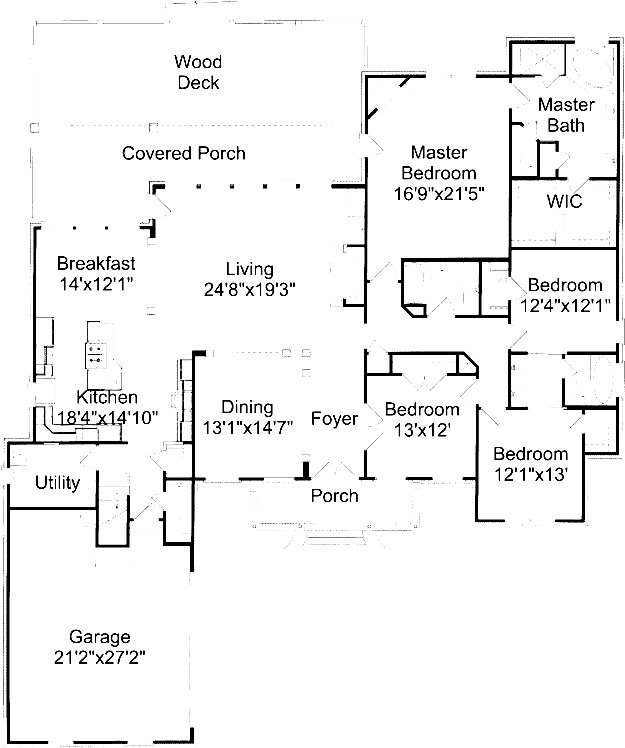 Wood
Deck
Covered Porch
Master
Bath
Master
Bedroom
16'9"x21'5"
WIC
Breakfast
14'x12'1"
Living
24'8"x19'3"
Bedroom
12'4"x12'1"
Kitchen
18'4"x14'10"
Dining
13'1"x14'7"
Foyer
Bedroom
13'x12'
Bedroom
12'1"x13'
Utility
Porch
Garage
21'2"x27'2"